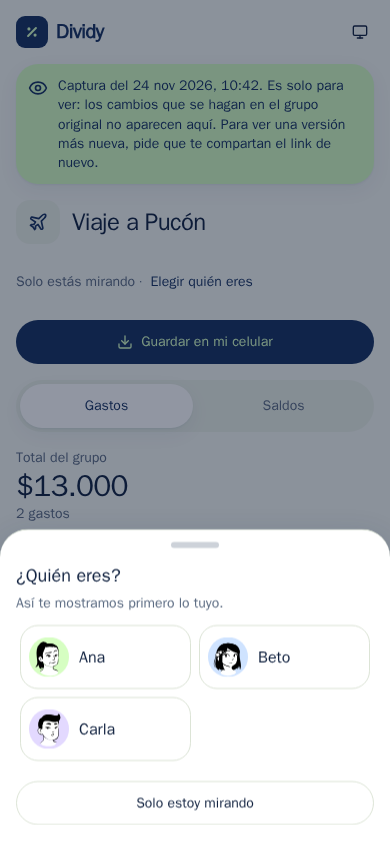 Dividy
Captura del 24 nov 2026, 10:42. Es solo para
ver: los cambios que se hagan en el grupo
original no aparecen aquí. Para ver una versión
más nueva, pide que te compartan el link de
nuevo.
Viaje a Pucón
Solo estás mirando · Elegir quién eres
Guardar en mi celular
Gastos
Saldos
Total del grupo
$13.000
2 gastos
¿Quién eres?
Así te mostramos primero lo tuyo.
Ana
Beto
Carla
Solo estoy mirando